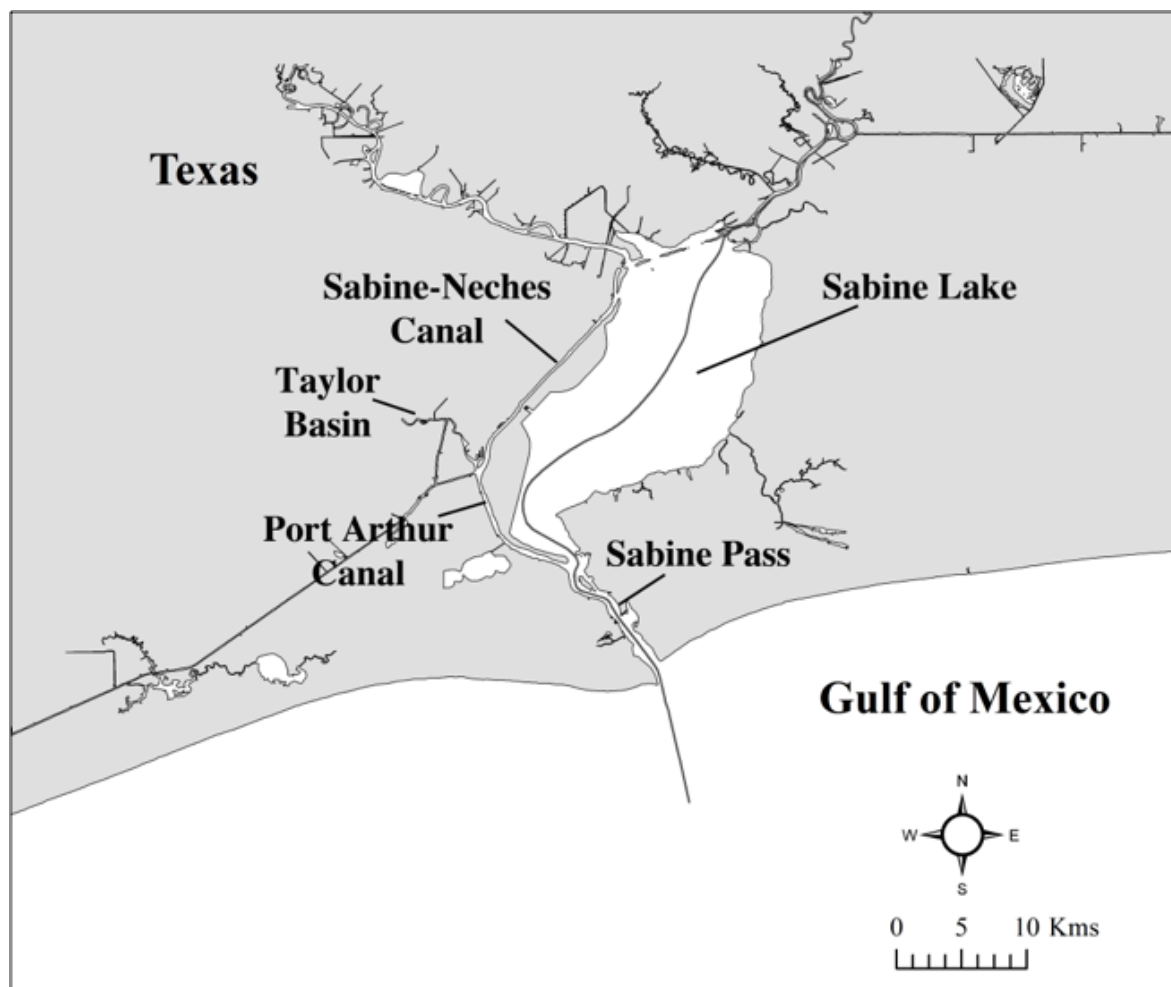 Texas
Sabine-Neches
Canal
Sabine Lake
Taylor
Basin
Port Arthur
Canal
Sabine Pass
Gulf of Mexico
N
W E
S
0 5 10 Kms